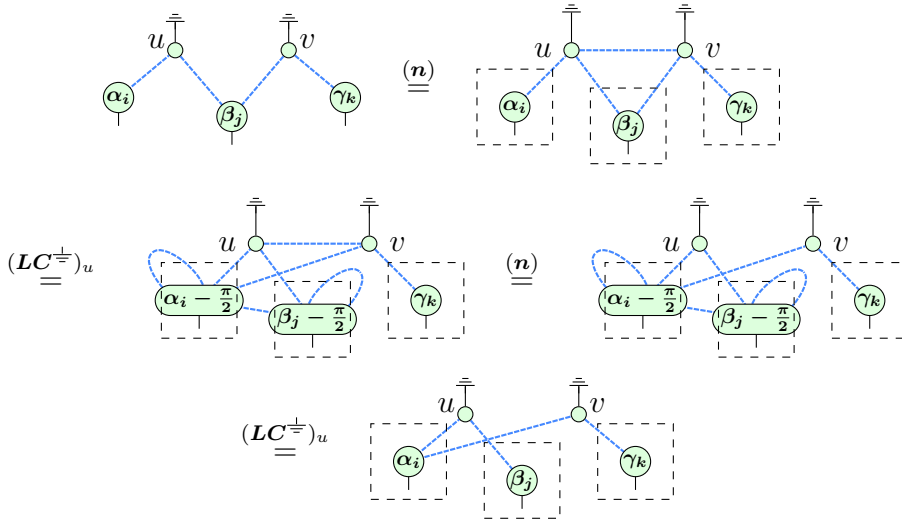 u v u v
αᵢ βⱼ γₖ (n) = αᵢ βⱼ γₖ
u v u v
(LC⏚)ᵤ = αᵢ − π/2 βⱼ − π/2 γₖ (n) = αᵢ − π/2 βⱼ − π/2 γₖ
u v
(LC⏚)ᵤ = αᵢ βⱼ γₖ